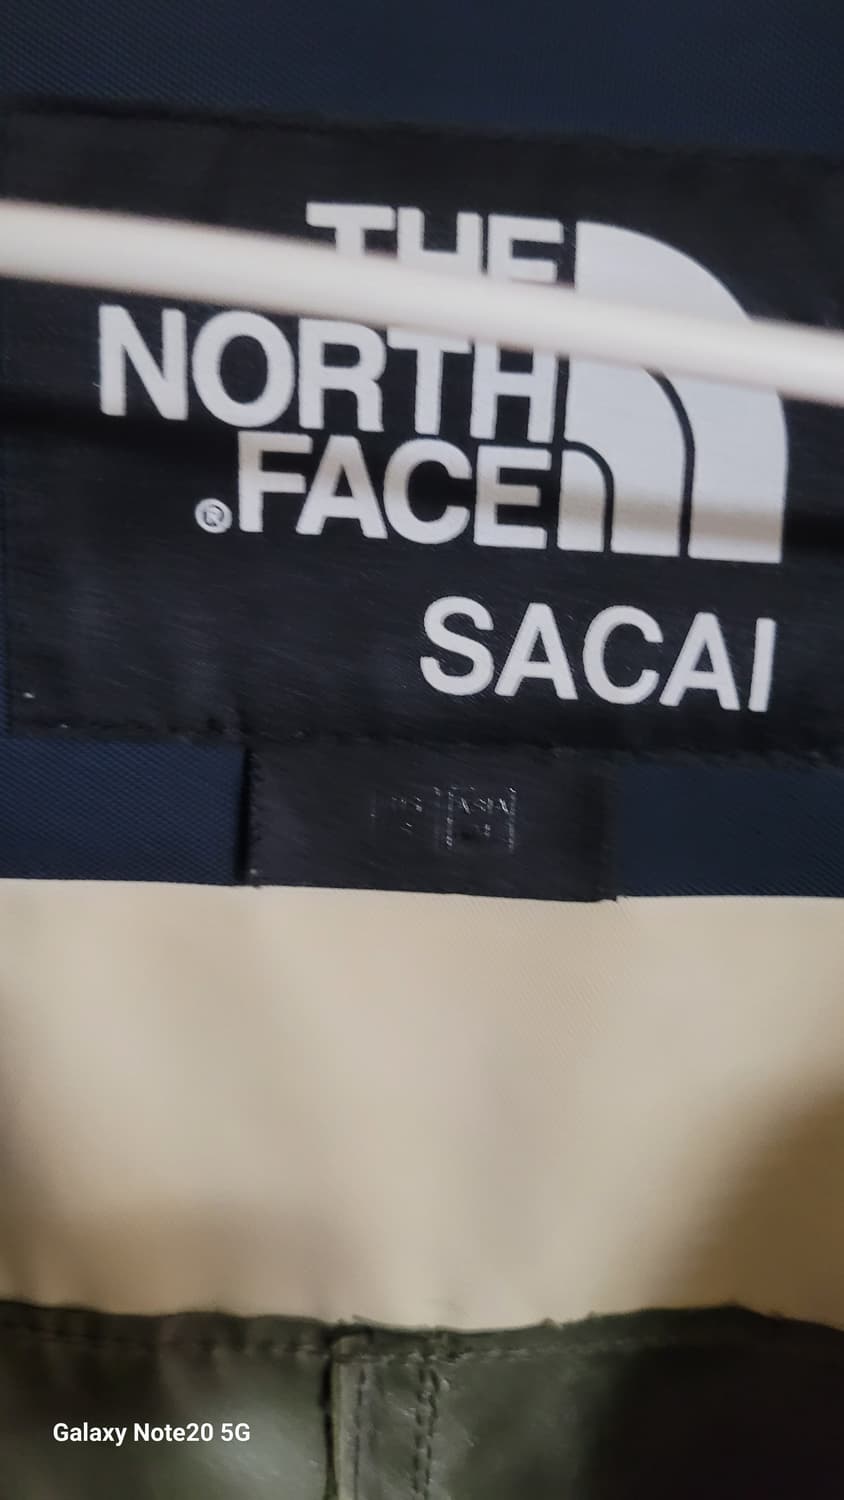 THE
NORTH
FACE
®
SACAI
Galaxy Note20 5G